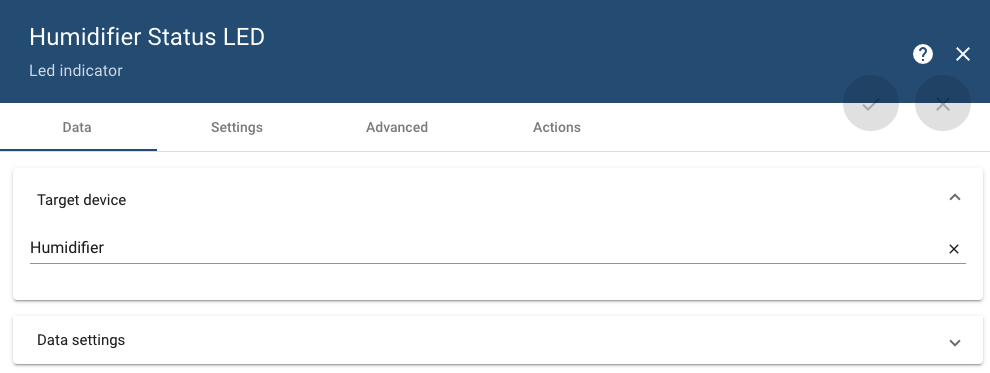 Humidifier Status LED
Led indicator
?
Data Settings Advanced Actions
Target device
Humidifier
Data settings